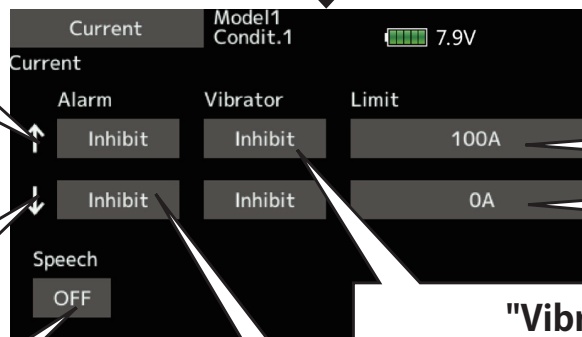 Current
Model1
Condit.1
7.9V
Current
Alarm Vibrator Limit
↑ Inhibit Inhibit 100A
↓ Inhibit Inhibit 0A
Speech
OFF
"Vibr